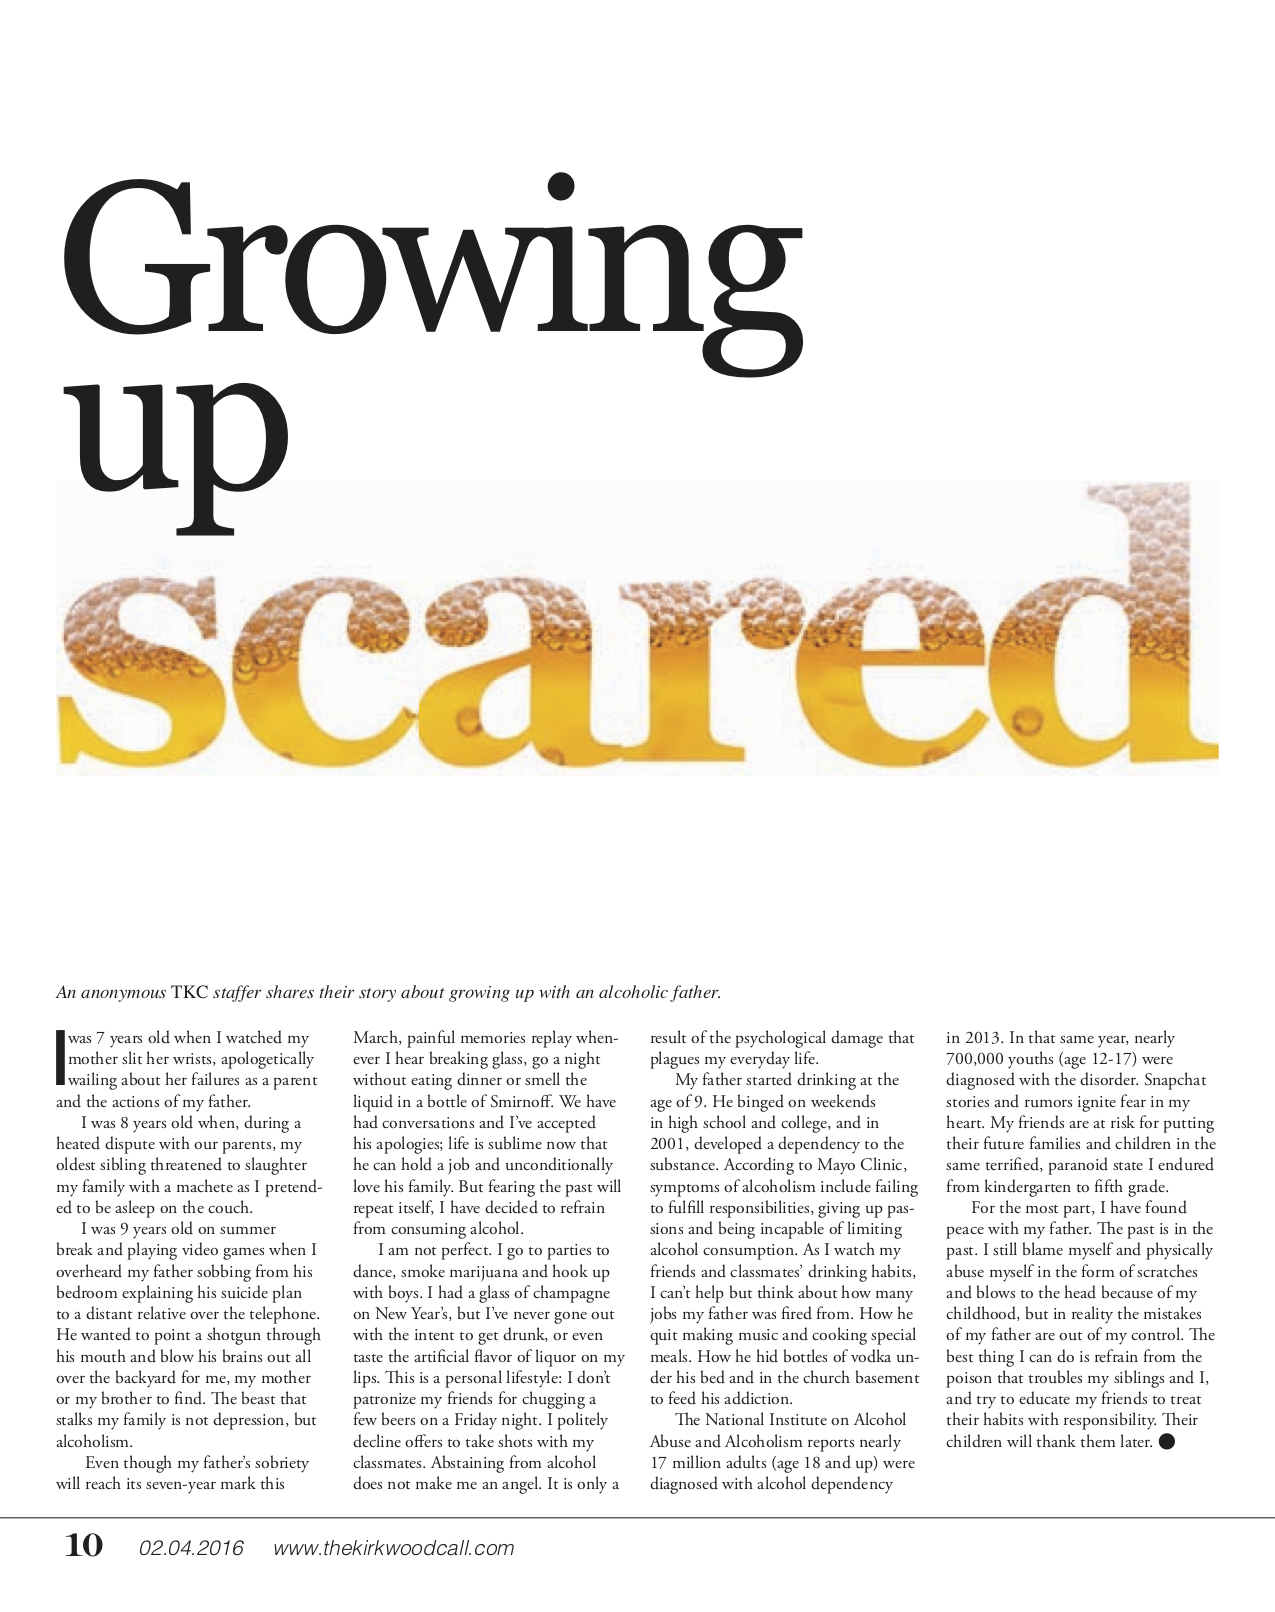 Growing
up
scared
An anonymous TKC staffer shares their story about growing up with an alcoholic father.
I was 7 years old when I watched my
mother slit her wrists, apologetically
wailing about her failures as a parent
and the actions of my father.
I was 8 years old when, during a
heated dispute with our parents, my
oldest sibling threatened to slaughter
my family with a machete as I pretend-
ed to be asleep on the couch.
I was 9 years old on summer
break and playing video games when I
overheard my father sobbing from his
bedroom explaining his suicide plan
to a distant relative over the telephone.
He wanted to point a shotgun through
his mouth and blow his brains out all
over the backyard for me, my mother
or my brother to find. The beast that
stalks my family is not depression, but
alcoholism.
Even though my father's sobriety
will reach its seven-year mark this
March, painful memories replay when-
ever I hear breaking glass, go a night
without eating dinner or smell the
liquid in a bottle of Smirnoff. We have
had conversations and I've accepted
his apologies; life is sublime now that
he can hold a job and unconditionally
love his family. But fearing the past will
repeat itself, I have decided to refrain
from consuming alcohol.
I am not perfect. I go to parties to
dance, smoke marijuana and hook up
with boys. I had a glass of champagne
on New Year's, but I've never gone out
with the intent to get drunk, or even
taste the artificial flavor of liquor on my
lips. This is a personal lifestyle: I don't
patronize my friends for chugging a
few beers on a Friday night. I politely
decline offers to take shots with my
classmates. Abstaining from alcohol
does not make me an angel. It is only a
result of the psychological damage that
plagues my everyday life.
My father started drinking at the
age of 9. He binged on weekends
in high school and college, and in
2001, developed a dependency to the
substance. According to Mayo Clinic,
symptoms of alcoholism include failing
to fulfill responsibilities, giving up pas-
sions and being incapable of limiting
alcohol consumption. As I watch my
friends and classmates' drinking habits,
I can't help but think about how many
jobs my father was fired from. How he
quit making music and cooking special
meals. How he hid bottles of vodka un-
der his bed and in the church basement
to feed his addiction.
The National Institute on Alcohol
Abuse and Alcoholism reports nearly
17 million adults (age 18 and up) were
diagnosed with alcohol dependency
in 2013. In that same year, nearly
700,000 youths (age 12-17) were
diagnosed with the disorder. Snapchat
stories and rumors ignite fear in my
heart. My friends are at risk for putting
their future families and children in the
same terrified, paranoid state I endured
from kindergarten to fifth grade.
For the most part, I have found
peace with my father. The past is in the
past. I still blame myself and physically
abuse myself in the form of scratches
and blows to the head because of my
childhood, but in reality the mistakes
of my father are out of my control. The
best thing I can do is refrain from the
poison that troubles my siblings and I,
and try to educate my friends to treat
their habits with responsibility. Their
children will thank them later.
10 02.04.2016 www.thekirkwoodcall.com